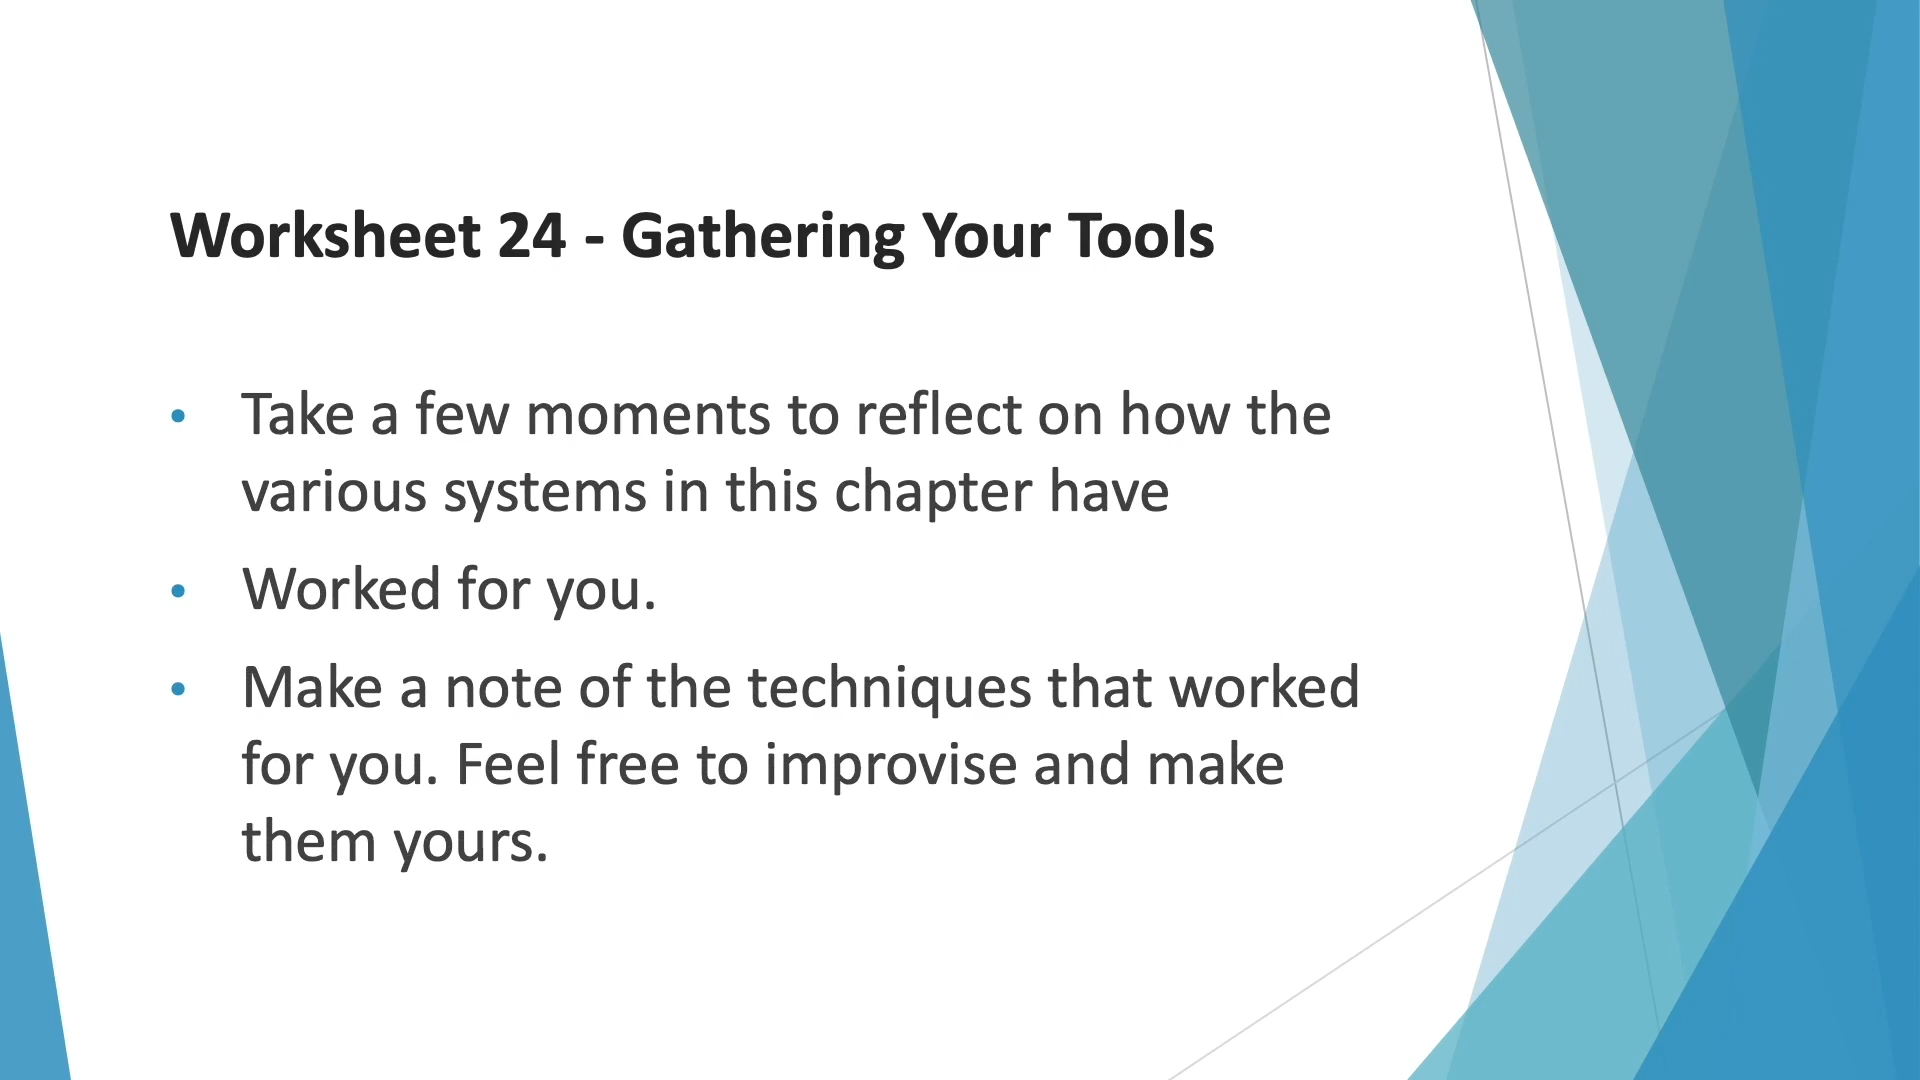 Worksheet 24 - Gathering Your Tools
• Take a few moments to reflect on how the
various systems in this chapter have
• Worked for you.
• Make a note of the techniques that worked
for you. Feel free to improvise and make
them yours.